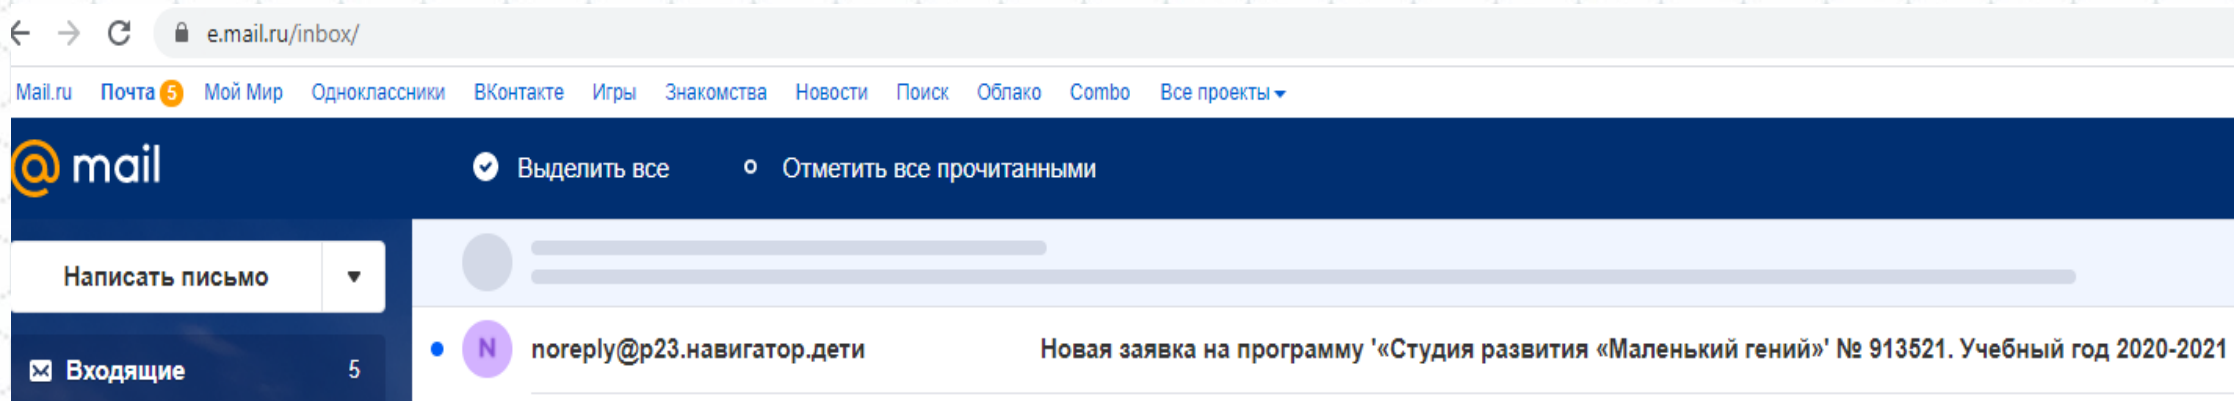 e.mail.ru/inbox/
Mail.ru Почта 5 Мой Мир Одноклассники ВКонтакте Игры Знакомства Новости Поиск Облако Combo Все проекты
@ mail Выделить все Отметить все прочитанными
Написать письмо
N noreply@р23.навигатор.дети Новая заявка на программу '«Студия развития «Маленький гений»' № 913521. Учебный год 2020-2021
Входящие 5